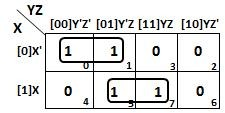 YZ [00]Y'Z' [01]Y'Z [11]YZ [10]YZ'
X
[0]X' 1 0 1 1 0 3 0 2
[1]X 0 4 1 5 1 7 0 6